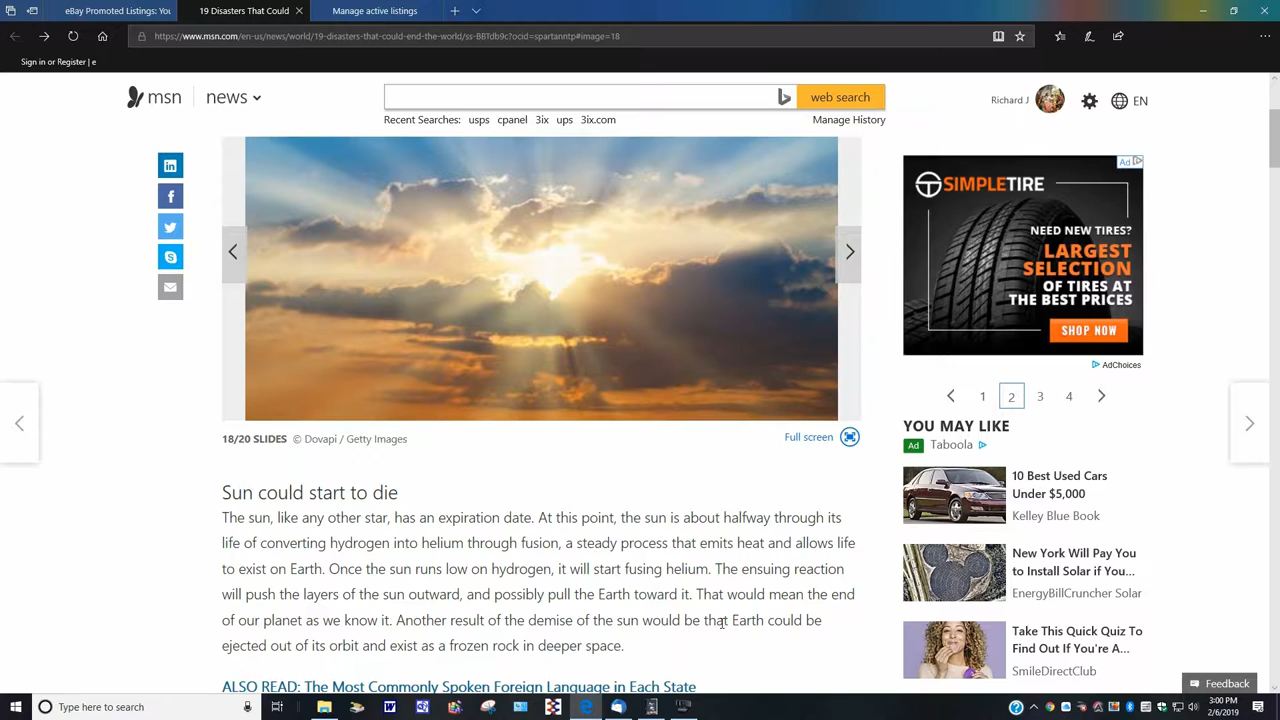 eBay Promoted Listings: You
19 Disasters That Could
Manage active listings
https://www.msn.com/en-us/news/world/19-disasters-that-could-end-the-world/ss-BBTdb9c?ocid=spartanntp#image=18
Sign in or Register | e
msn
news
web search
Richard J
EN
Recent Searches: usps cpanel 3ix ups 3ix.com
Manage History
Ad
SIMPLETIRE
NEED NEW TIRES?
LARGEST
SELECTION
OF TIRES AT
THE BEST PRICES
SHOP NOW
AdChoices
1 2 3 4
18/20 SLIDES © Dovapi / Getty Images
Full screen
Sun could start to die
The sun, like any other star, has an expiration date. At this point, the sun is about halfway through its
life of converting hydrogen into helium through fusion, a steady process that emits heat and allows life
to exist on Earth. Once the sun runs low on hydrogen, it will start fusing helium. The ensuing reaction
will push the layers of the sun outward, and possibly pull the Earth toward it. That would mean the end
of our planet as we know it. Another result of the demise of the sun would be that Earth could be
ejected out of its orbit and exist as a frozen rock in deeper space.
ALSO READ: The Most Commonly Spoken Foreign Language in Each State
YOU MAY LIKE
Ad Taboola
10 Best Used Cars
Under $5,000
Kelley Blue Book
New York Will Pay You
to Install Solar if You...
EnergyBillCruncher Solar
Take This Quick Quiz To
Find Out If You're A...
SmileDirectClub
Feedback
Type here to search
3:00 PM
2/6/2019